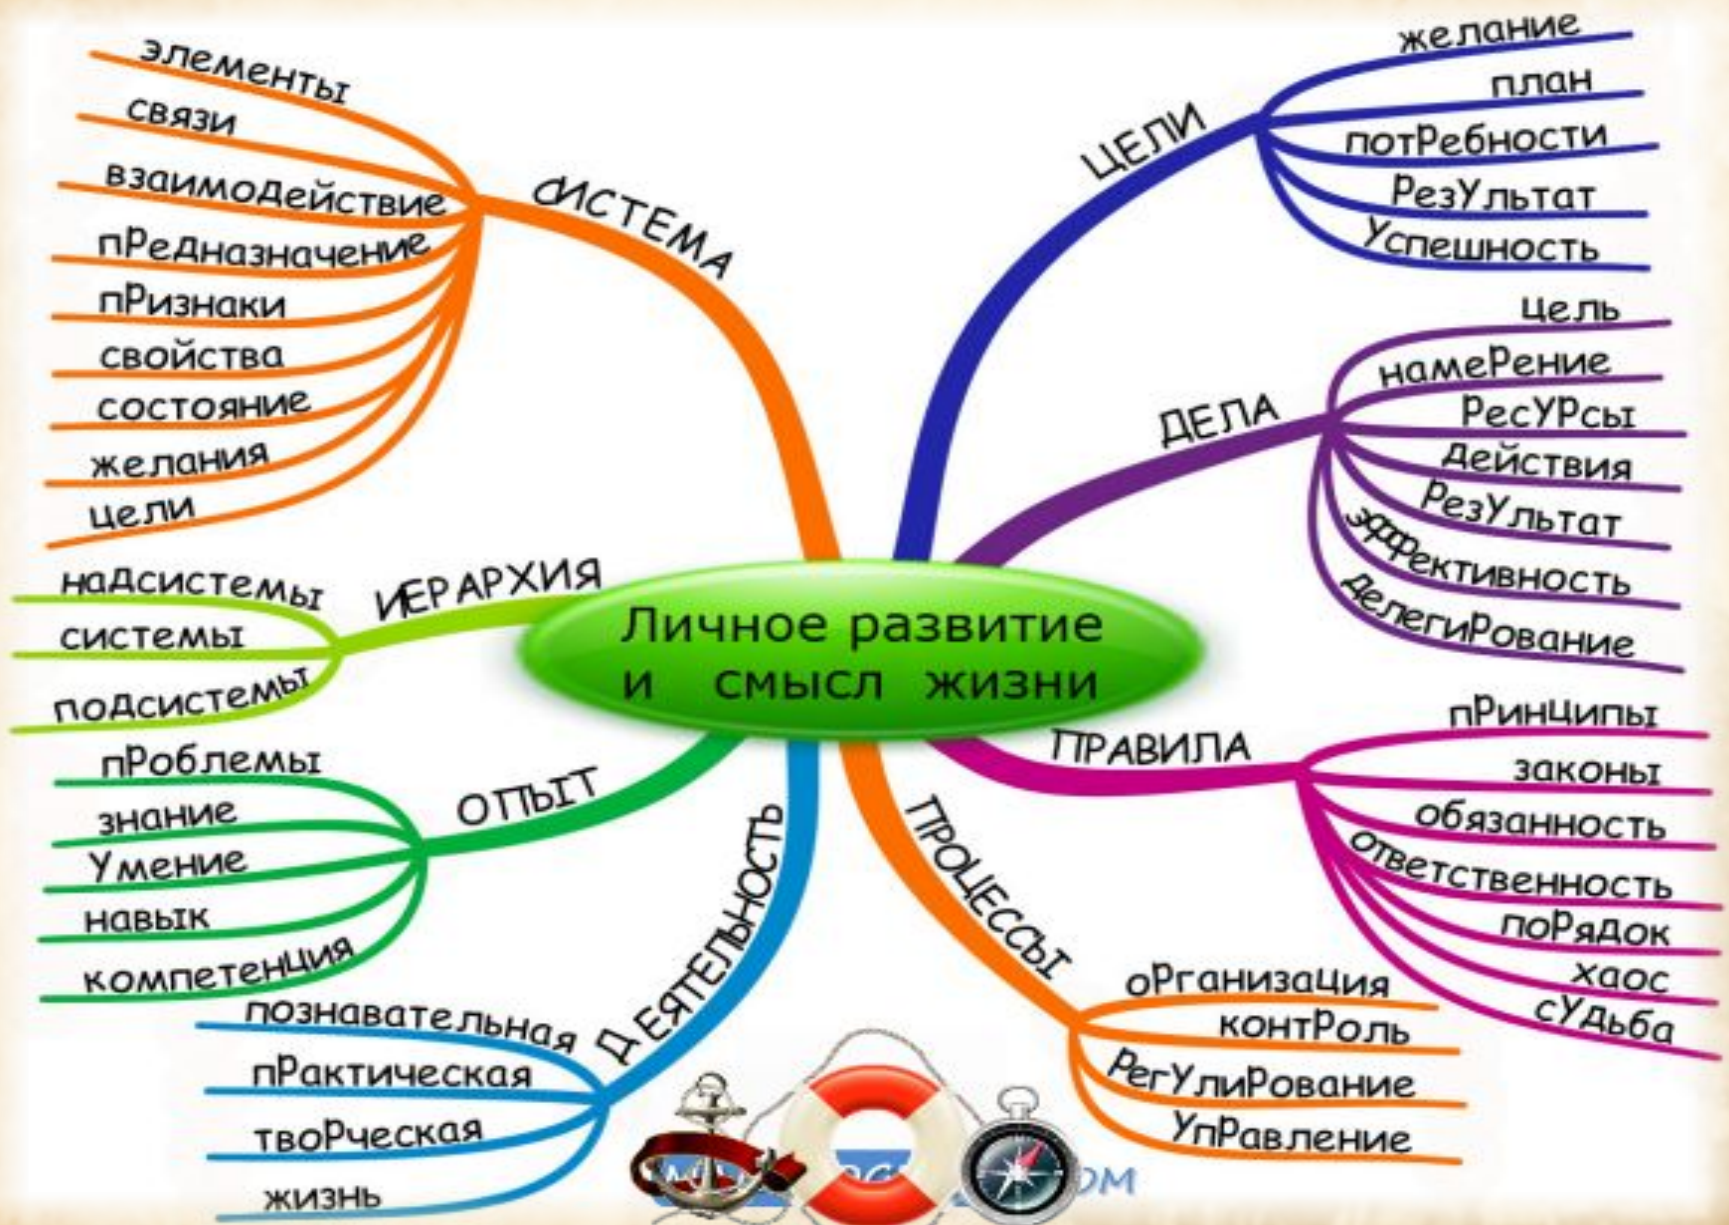 Личное развитие
и смысл жизни
ЦЕЛИ
желание
план
потРебности
РезУльтат
Успешность
ДЕЛА
цель
намеРение
РесУРсы
действия
РезУльтат
эффективность
делегиРование
ПРАВИЛА
пРинципы
законы
обязанность
ответственность
поРядок
хаос
сУдьба
ПРОЦЕССЫ
оРганизация
контРоль
РегУлиРование
УпРавление
ДЕЯТЕЛЬНОСТЬ
познавательная
пРактическая
твоРческая
жизнь
ОПЫТ
пРоблемы
знание
Умение
навык
компетенция
ИЕРАРХИЯ
надсистемы
системы
подсистемы
СИСТЕМА
элементы
связи
взаимодействие
пРедназначение
пРизнаки
свойства
состояние
желания
цели